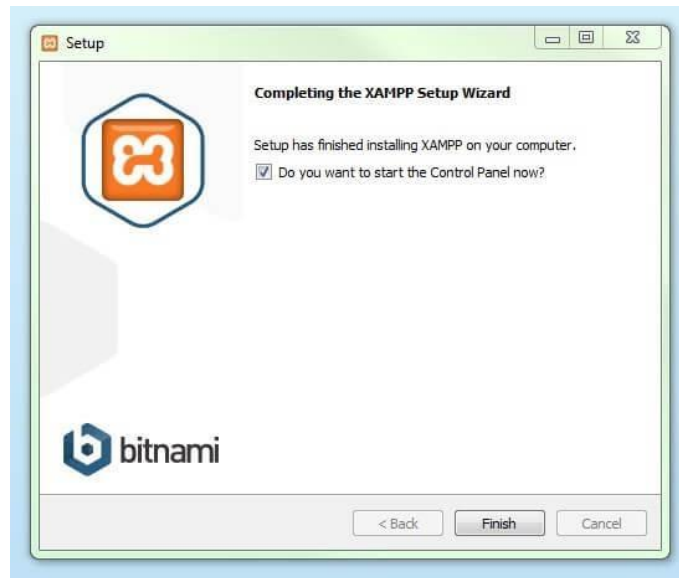 Setup
Completing the XAMPP Setup Wizard
Setup has finished installing XAMPP on your computer.
Do you want to start the Control Panel now?
bitnami
< Back
Finish
Cancel